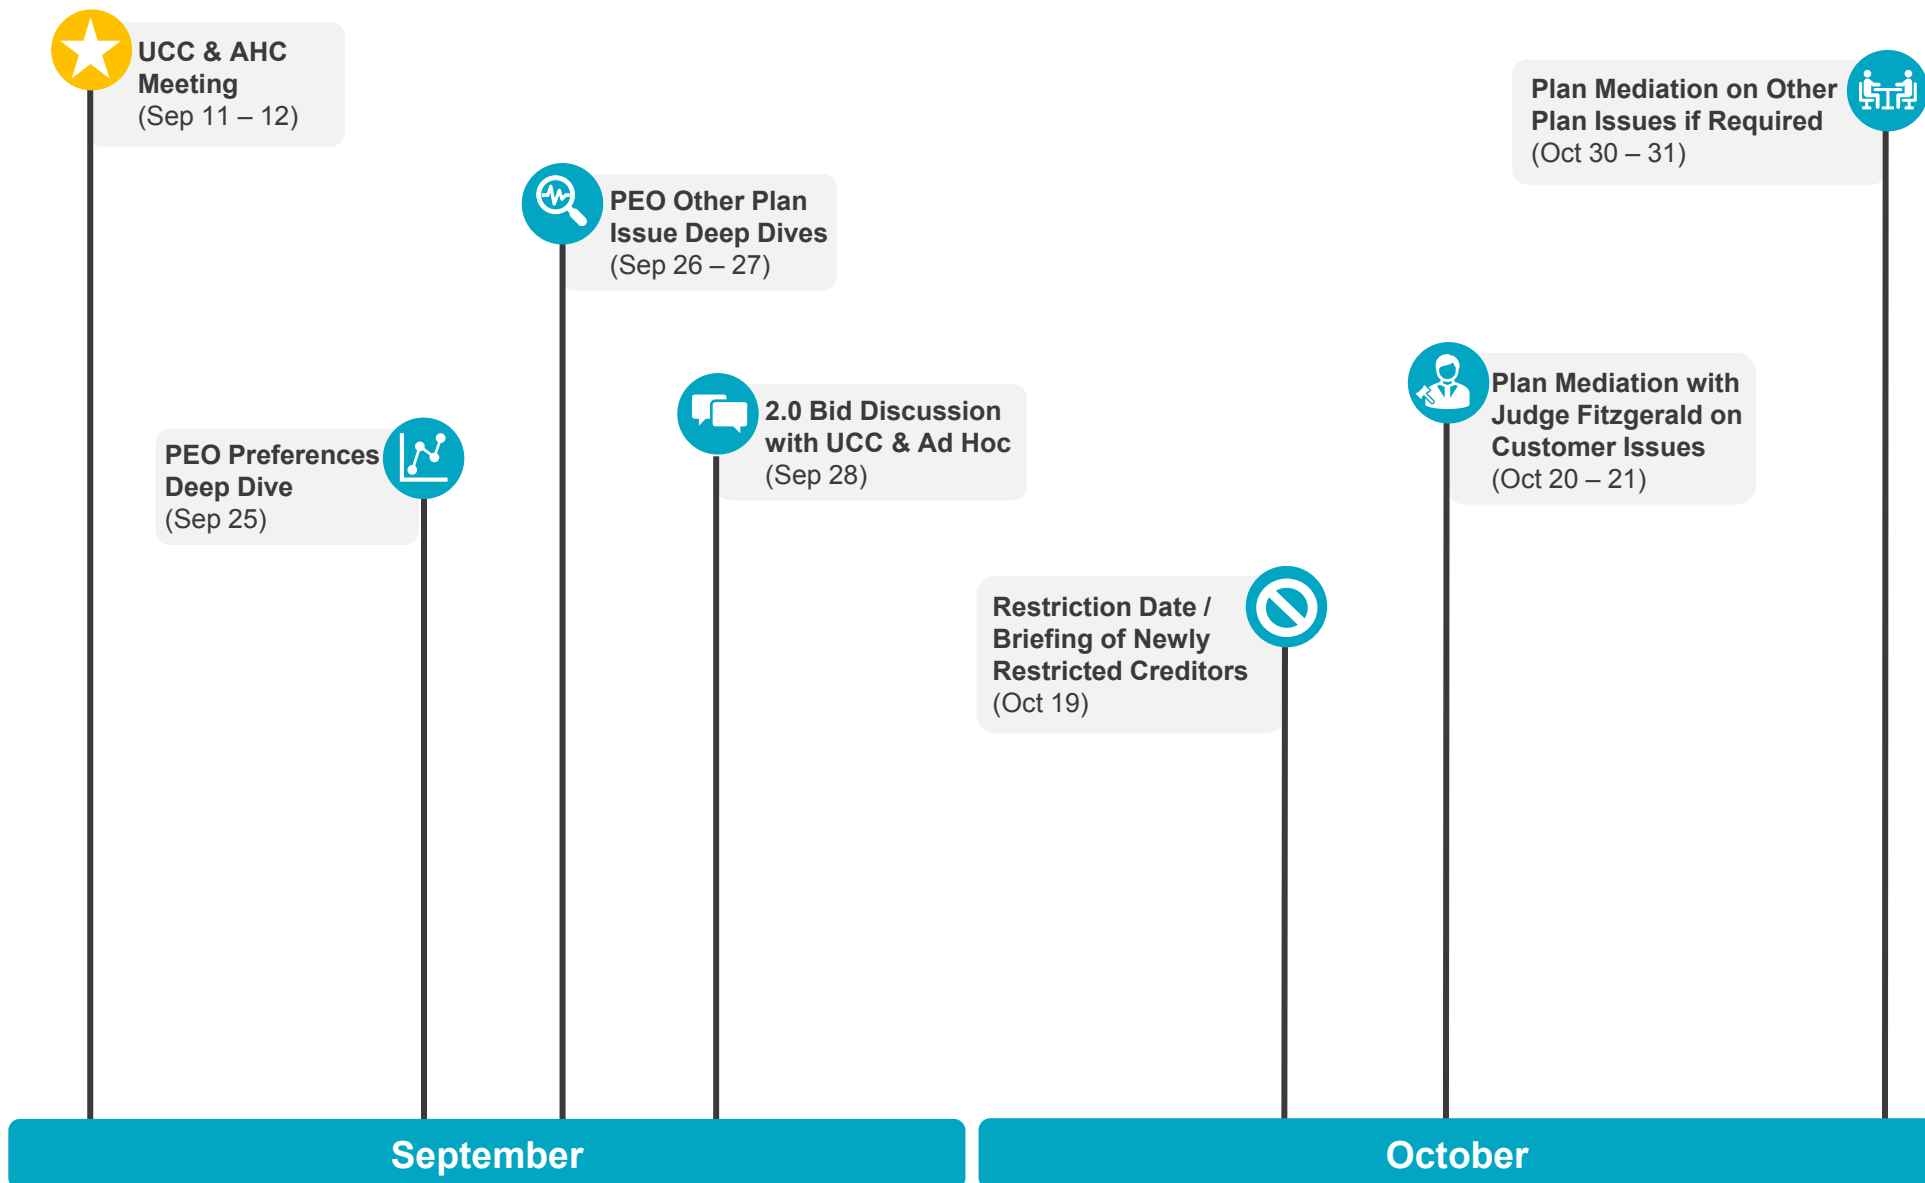 UCC & AHC
Meeting
(Sep 11 – 12)
PEO Preferences
Deep Dive
(Sep 25)
PEO Other Plan
Issue Deep Dives
(Sep 26 – 27)
2.0 Bid Discussion
with UCC & Ad Hoc
(Sep 28)
Restriction Date /
Briefing of Newly
Restricted Creditors
(Oct 19)
Plan Mediation with
Judge Fitzgerald on
Customer Issues
(Oct 20 – 21)
Plan Mediation on Other
Plan Issues if Required
(Oct 30 – 31)
September
October